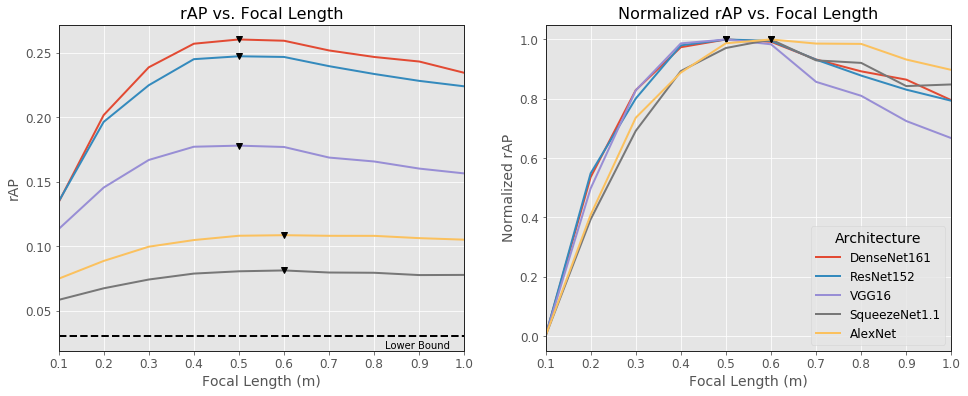 rAP vs. Focal Length
rAP
0.25
0.20
0.15
0.10
0.05
Lower Bound
0.1 0.2 0.3 0.4 0.5 0.6 0.7 0.8 0.9 1.0
Focal Length (m)
Normalized rAP vs. Focal Length
Normalized rAP
1.0
0.8
0.6
0.4
0.2
0.0
Architecture
DenseNet161
ResNet152
VGG16
SqueezeNet1.1
AlexNet
0.1 0.2 0.3 0.4 0.5 0.6 0.7 0.8 0.9 1.0
Focal Length (m)